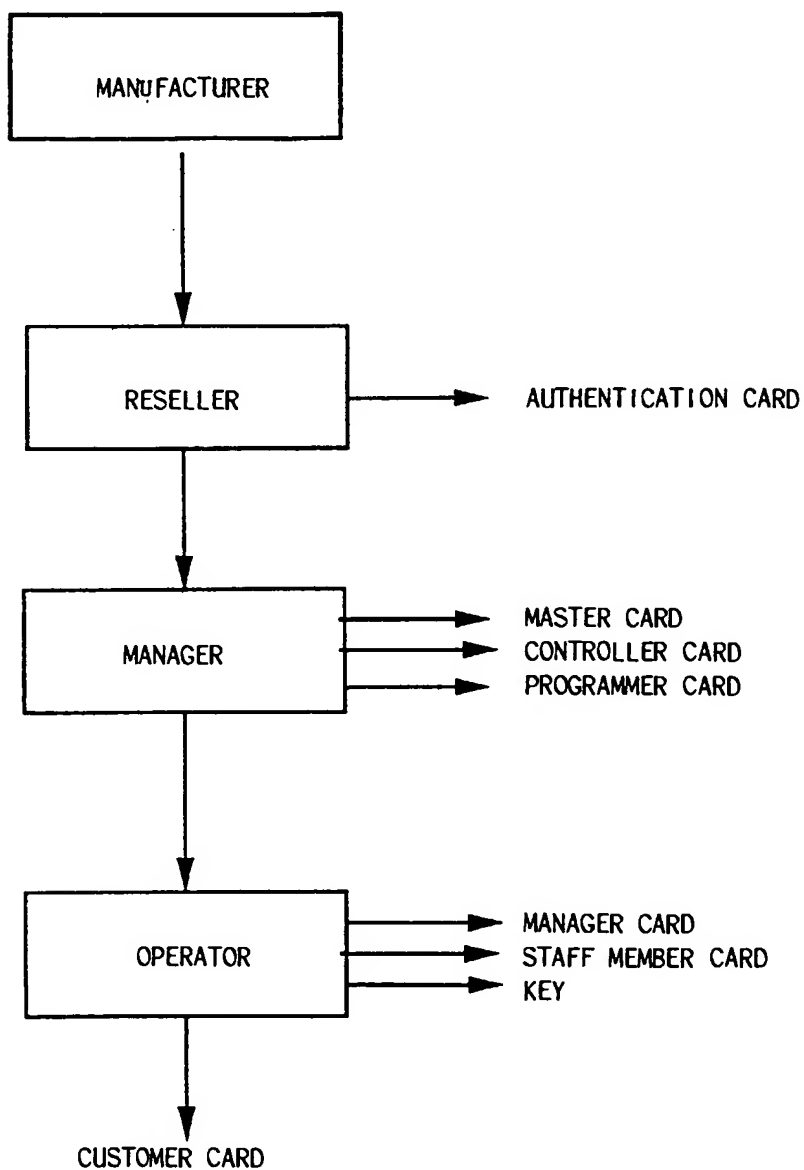 MANUFACTURER
RESELLER
AUTHENTICATION CARD
MANAGER
MASTER CARD
CONTROLLER CARD
PROGRAMMER CARD
OPERATOR
MANAGER CARD
STAFF MEMBER CARD
KEY
CUSTOMER CARD